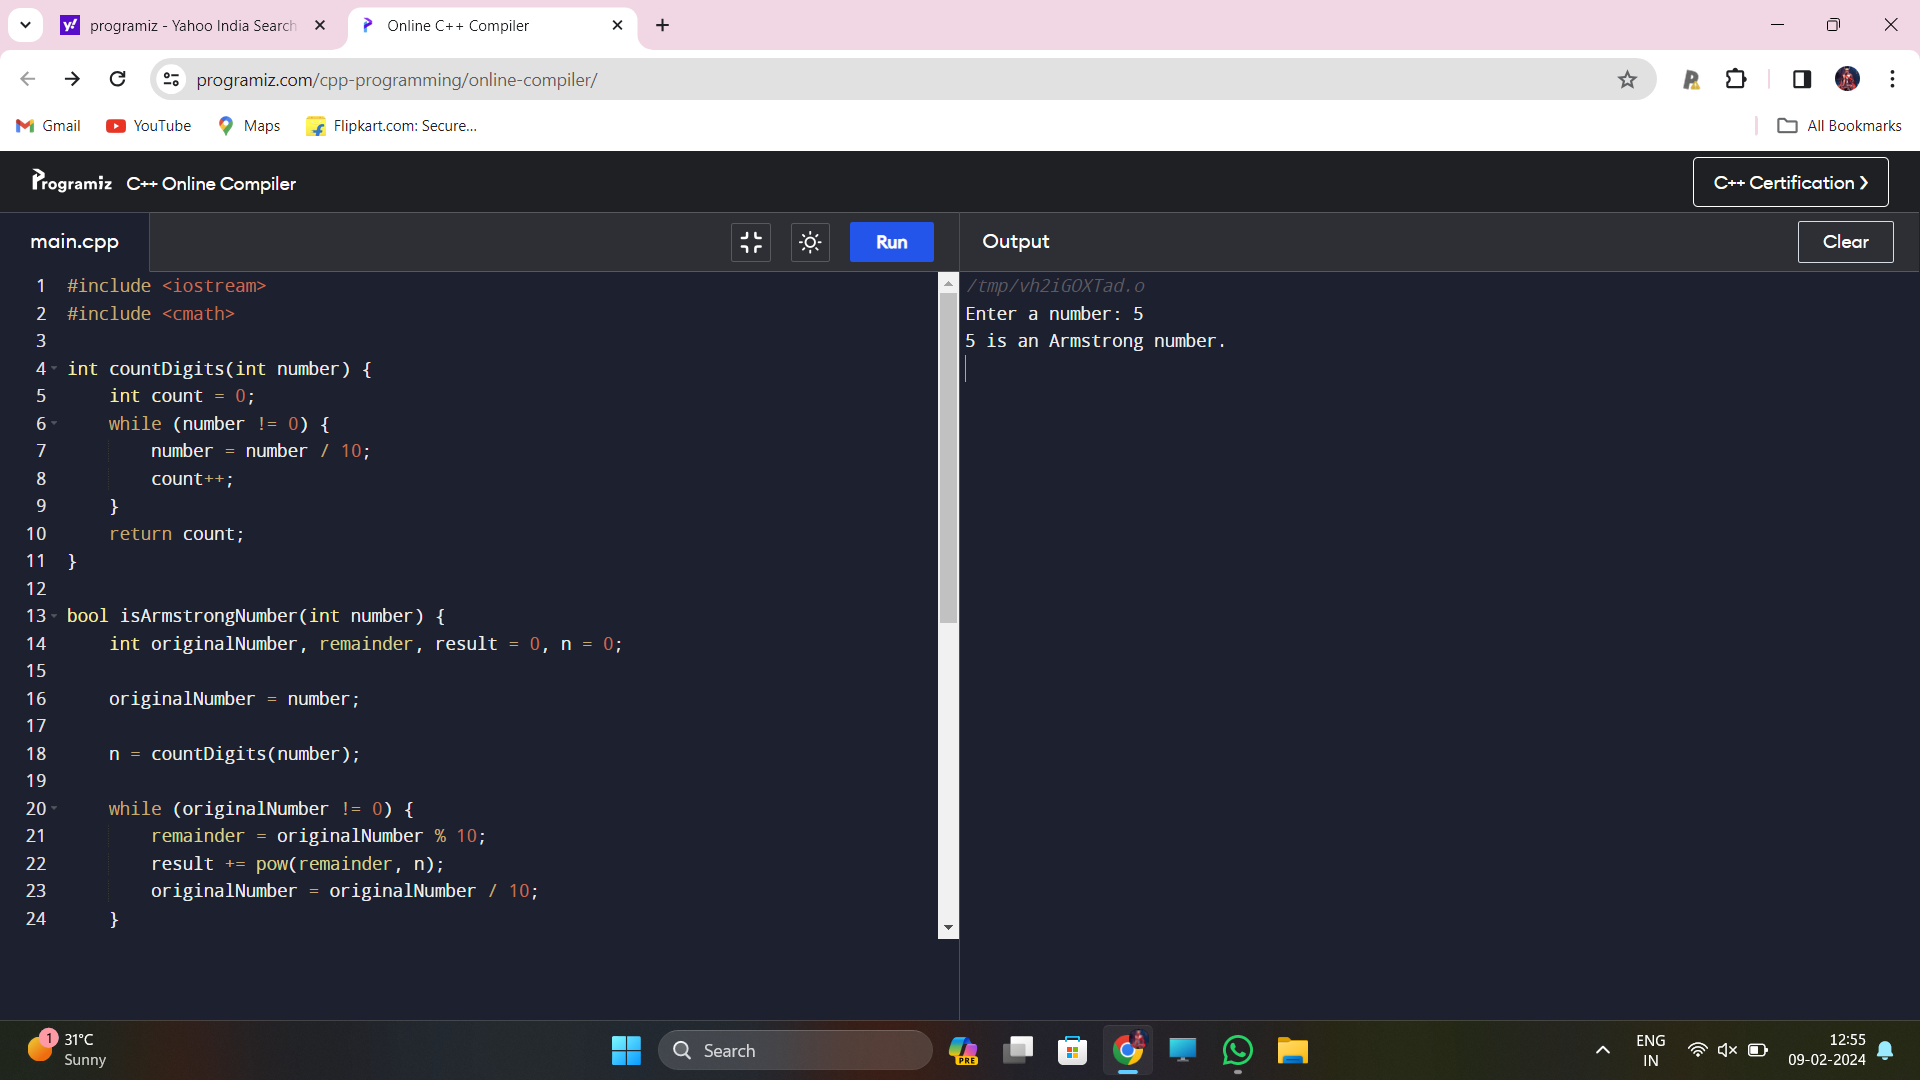 programiz - Yahoo India Search
Online C++ Compiler
programiz.com/cpp-programming/online-compiler/
Gmail
YouTube
Maps
Flipkart.com: Secure...
All Bookmarks
Programiz
C++ Online Compiler
C++ Certification
main.cpp
Run
Output
Clear
1 #include <iostream>
2 #include <cmath>
3
4 int countDigits(int number) {
5     int count = 0;
6     while (number != 0) {
7         number = number / 10;
8         count++;
9     }
10     return count;
11 }
12
13 bool isArmstrongNumber(int number) {
14     int originalNumber, remainder, result = 0, n = 0;
15
16     originalNumber = number;
17
18     n = countDigits(number);
19
20     while (originalNumber != 0) {
21         remainder = originalNumber % 10;
22         result += pow(remainder, n);
23         originalNumber = originalNumber / 10;
24     }
/tmp/vh2iGOXTad.o
Enter a number: 5
5 is an Armstrong number.
1
31°C
Sunny
Search
PRE
ENG
IN
12:55
09-02-2024